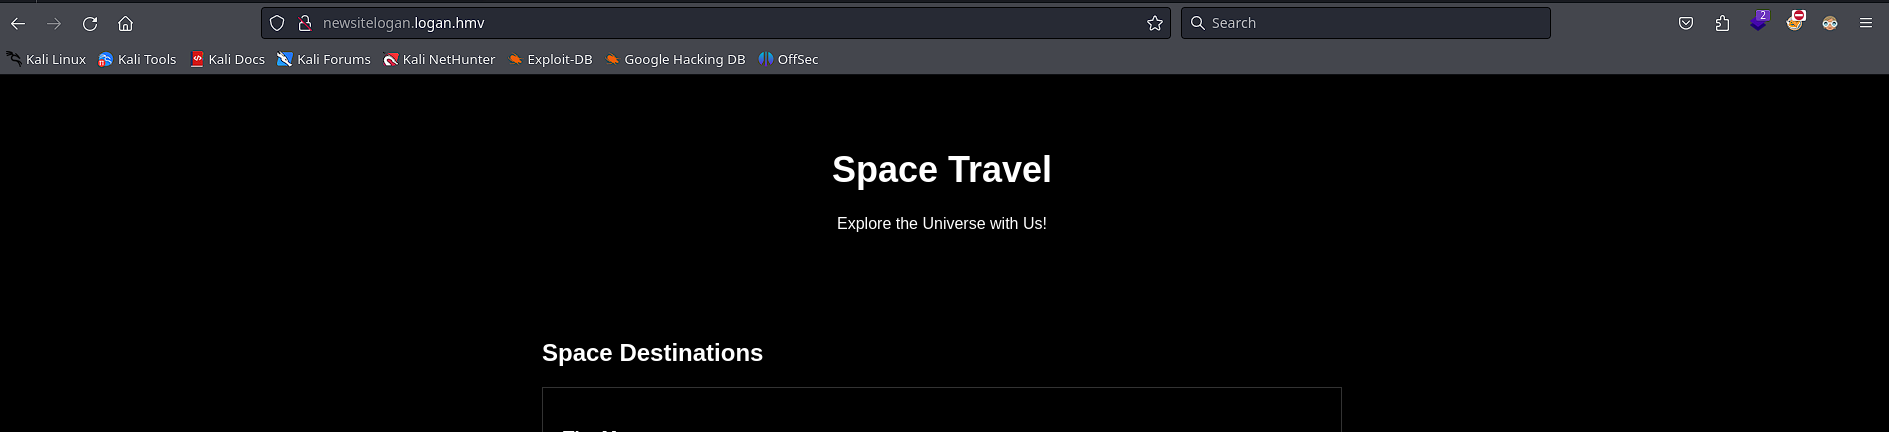 newsitelogan.logan.hmv
Search
2
Kali Linux Kali Tools Kali Docs Kali Forums Kali NetHunter Exploit-DB Google Hacking DB OffSec
Space Travel
Explore the Universe with Us!
Space Destinations